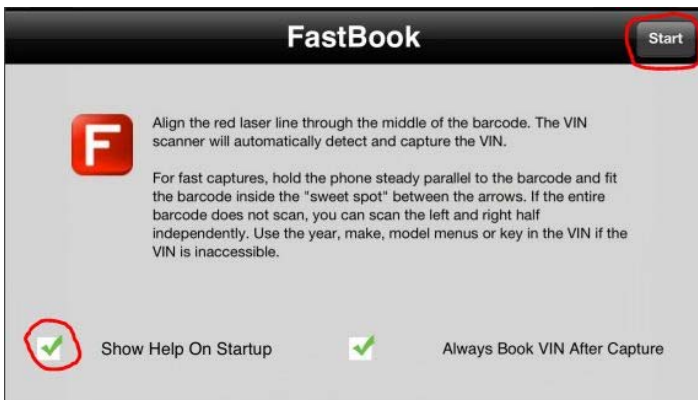 FastBook
Start
F
Align the red laser line through the middle of the barcode. The VIN
scanner will automatically detect and capture the VIN.
For fast captures, hold the phone steady parallel to the barcode and fit
the barcode inside the "sweet spot" between the arrows. If the entire
barcode does not scan, you can scan the left and right half
independently. Use the year, make, model menus or key in the VIN if the
VIN is inaccessible.
Show Help On Startup
Always Book VIN After Capture